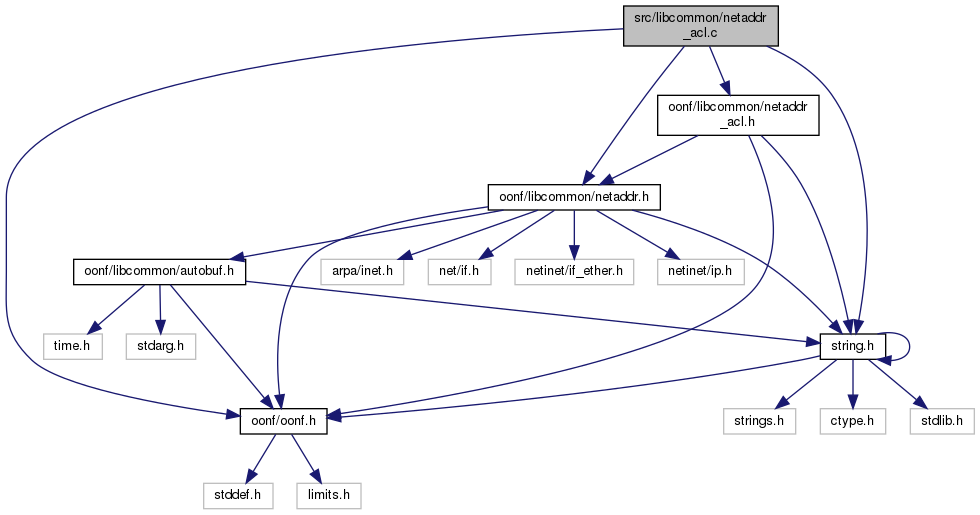 src/libcommon/netaddr
_acl.c
oonf/libcommon/netaddr
_acl.h
oonf/libcommon/netaddr.h
oonf/libcommon/autobuf.h
arpa/inet.h
net/if.h
netinet/if_ether.h
netinet/ip.h
time.h
stdarg.h
string.h
oonf/oonf.h
strings.h
ctype.h
stdlib.h
stddef.h
limits.h